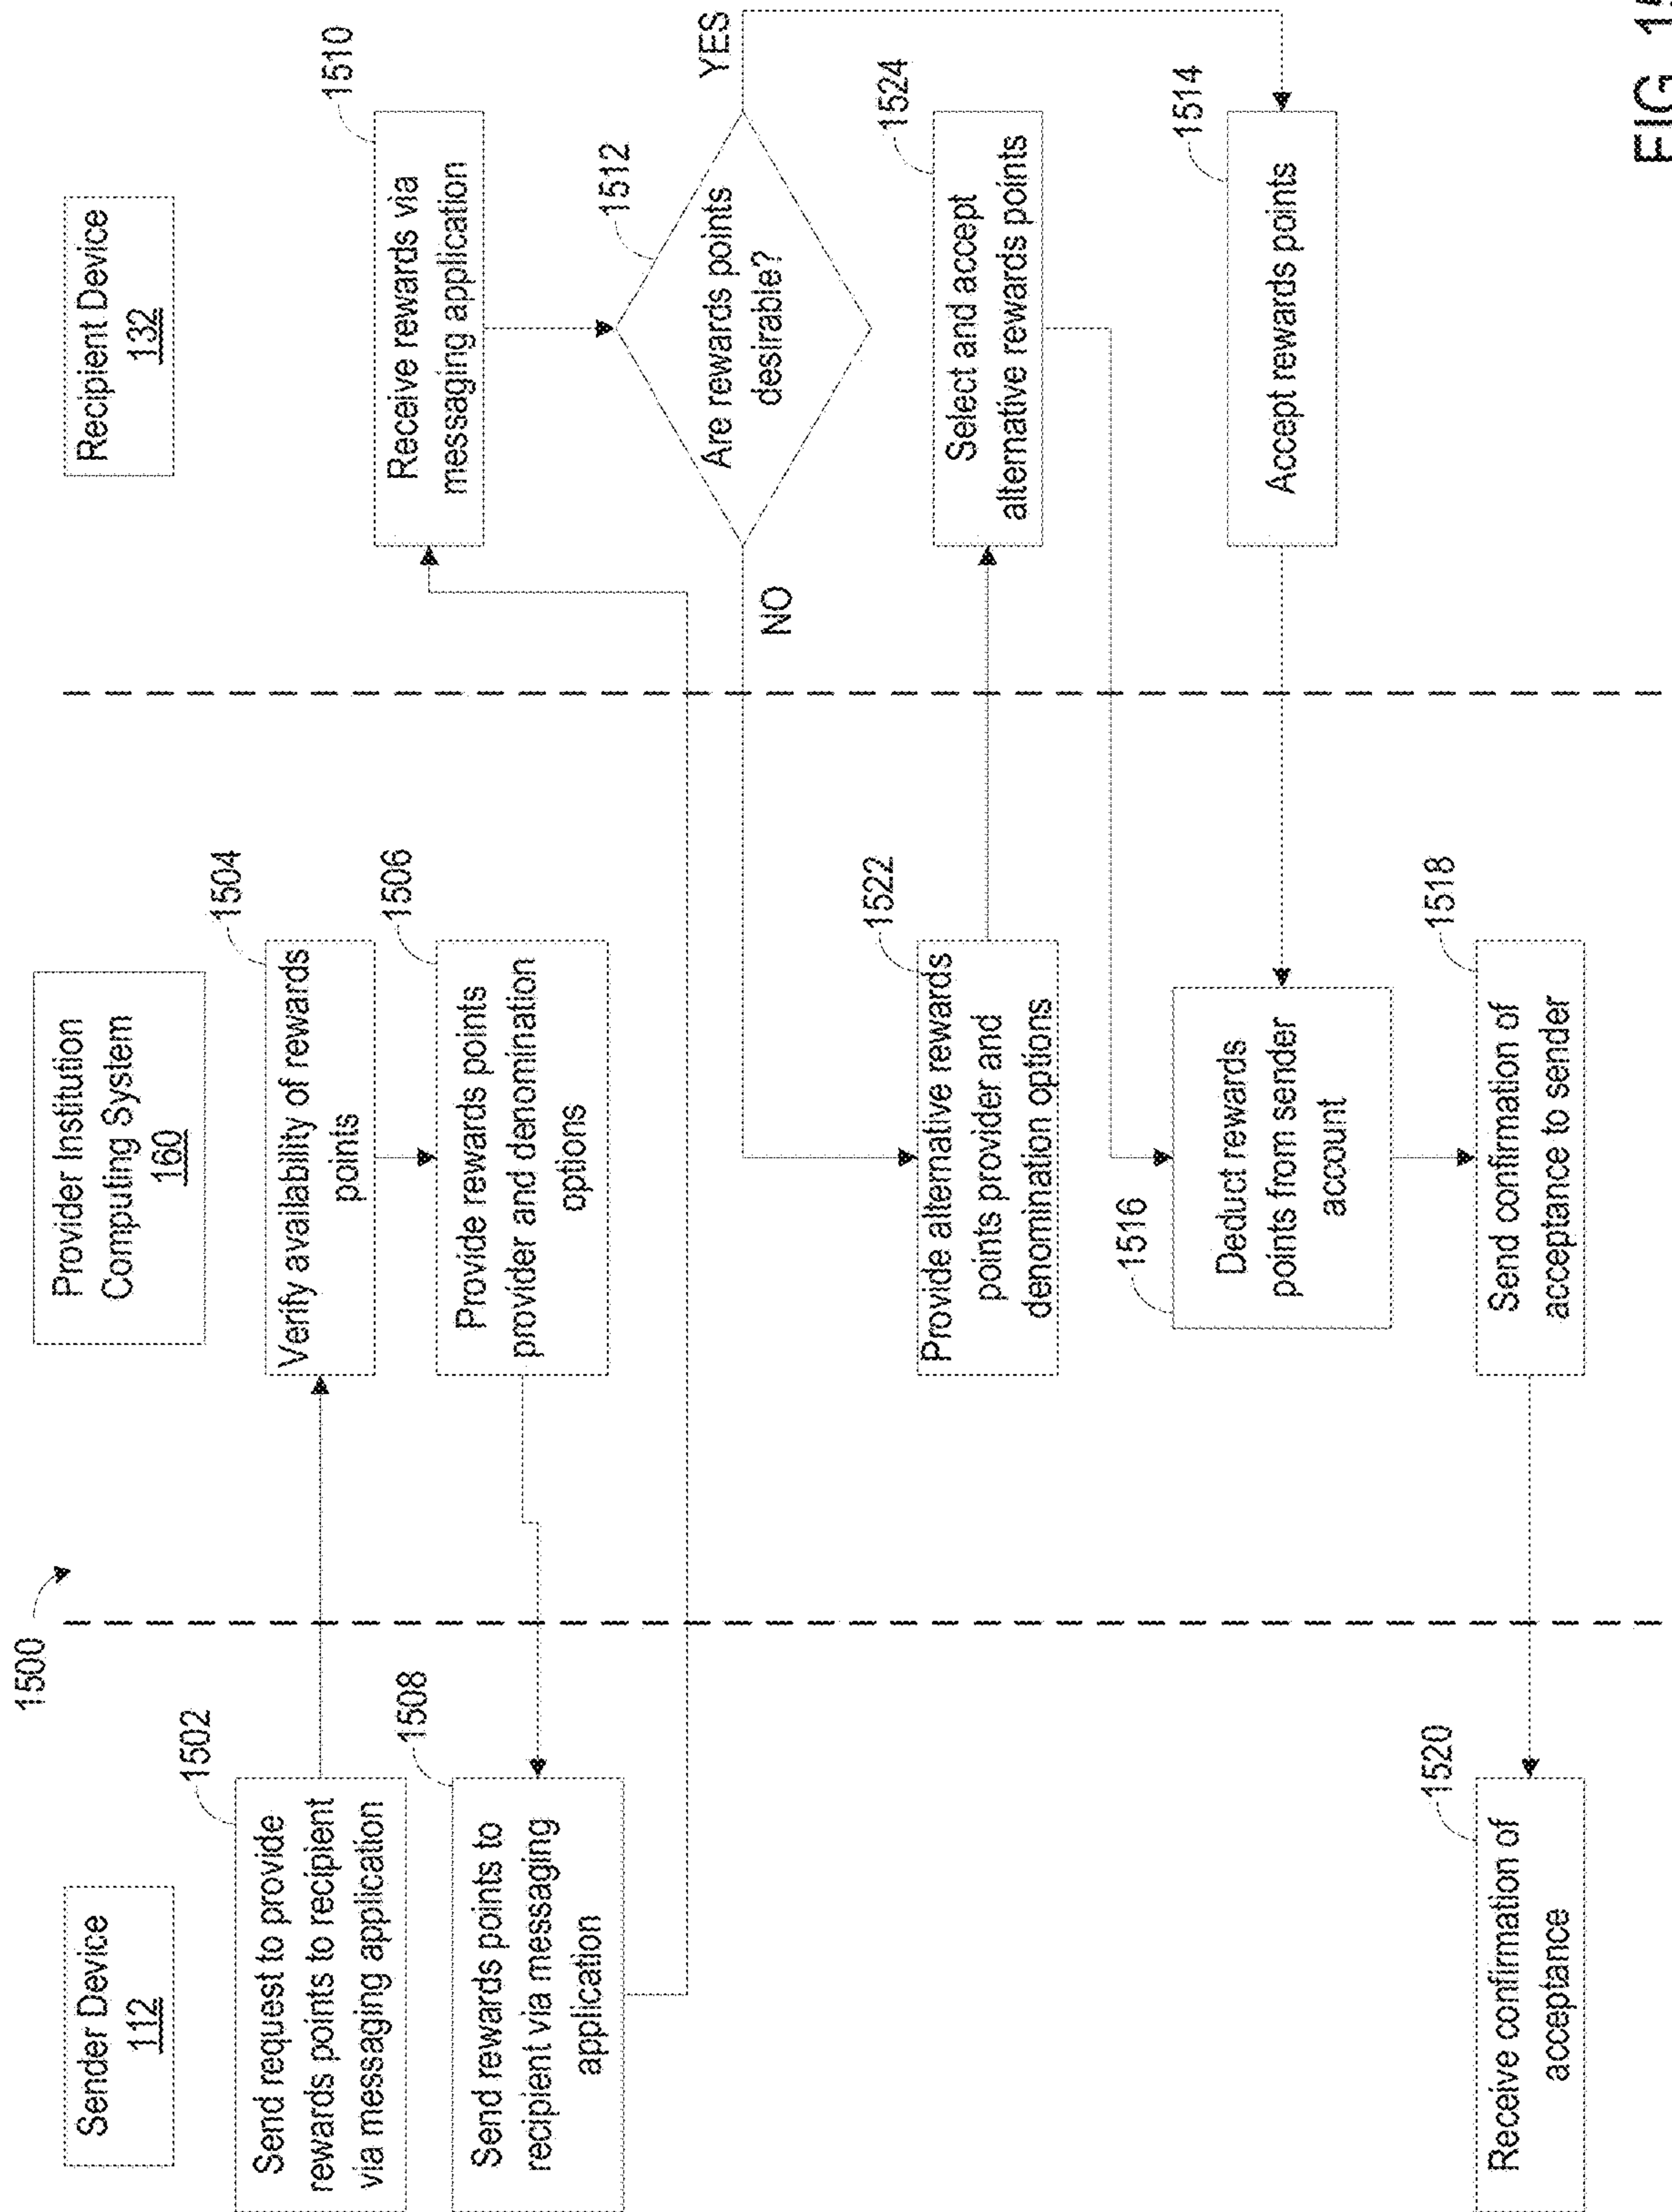 1500
Sender Device
112
Provider Institution
Computing System
160
Recipient Device
132
1502
Send request to provide
rewards points to recipient
via messaging application
1504
Verify availability of rewards
points
1506
Provide rewards points
provider and denomination
options
1508
Send rewards points to
recipient via messaging
application
1510
Receive rewards via
messaging application
1512
Are rewards points
desirable?
YES
NO
1522
Provide alternative rewards
points provider and
denomination options
1524
Select and accept
alternative rewards points
1514
Accept rewards points
1516
Deduct rewards
points from sender
account
1518
Send confirmation of
acceptance to sender
1520
Receive confirmation of
acceptance
FIG. 15